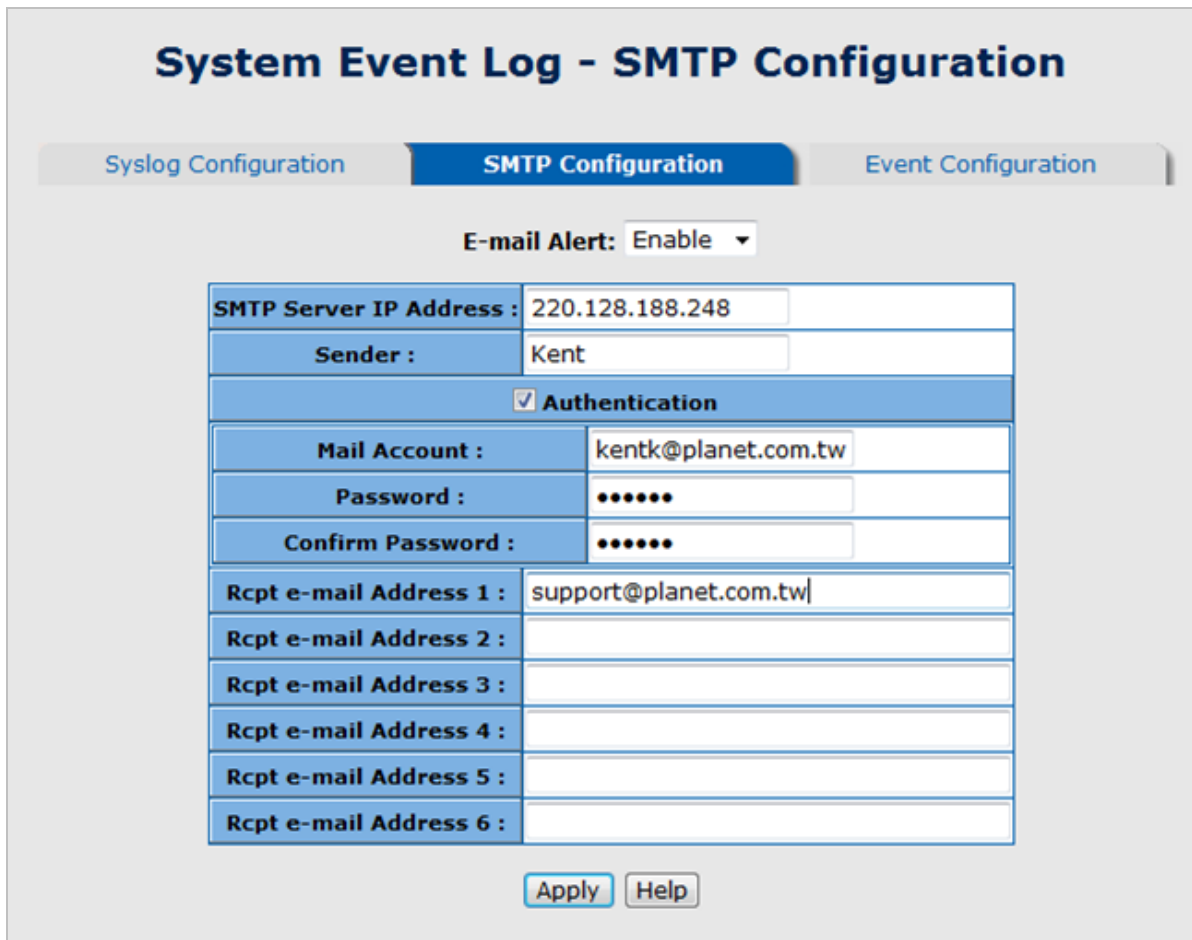 System Event Log - SMTP Configuration
Syslog Configuration SMTP Configuration Event Configuration
E-mail Alert: Enable
SMTP Server IP Address : 220.128.188.248
Sender : Kent
Authentication
Mail Account : kentk@planet.com.tw
Password : ••••••
Confirm Password : ••••••
Rcpt e-mail Address 1 : support@planet.com.tw
Rcpt e-mail Address 2 :
Rcpt e-mail Address 3 :
Rcpt e-mail Address 4 :
Rcpt e-mail Address 5 :
Rcpt e-mail Address 6 :
Apply Help